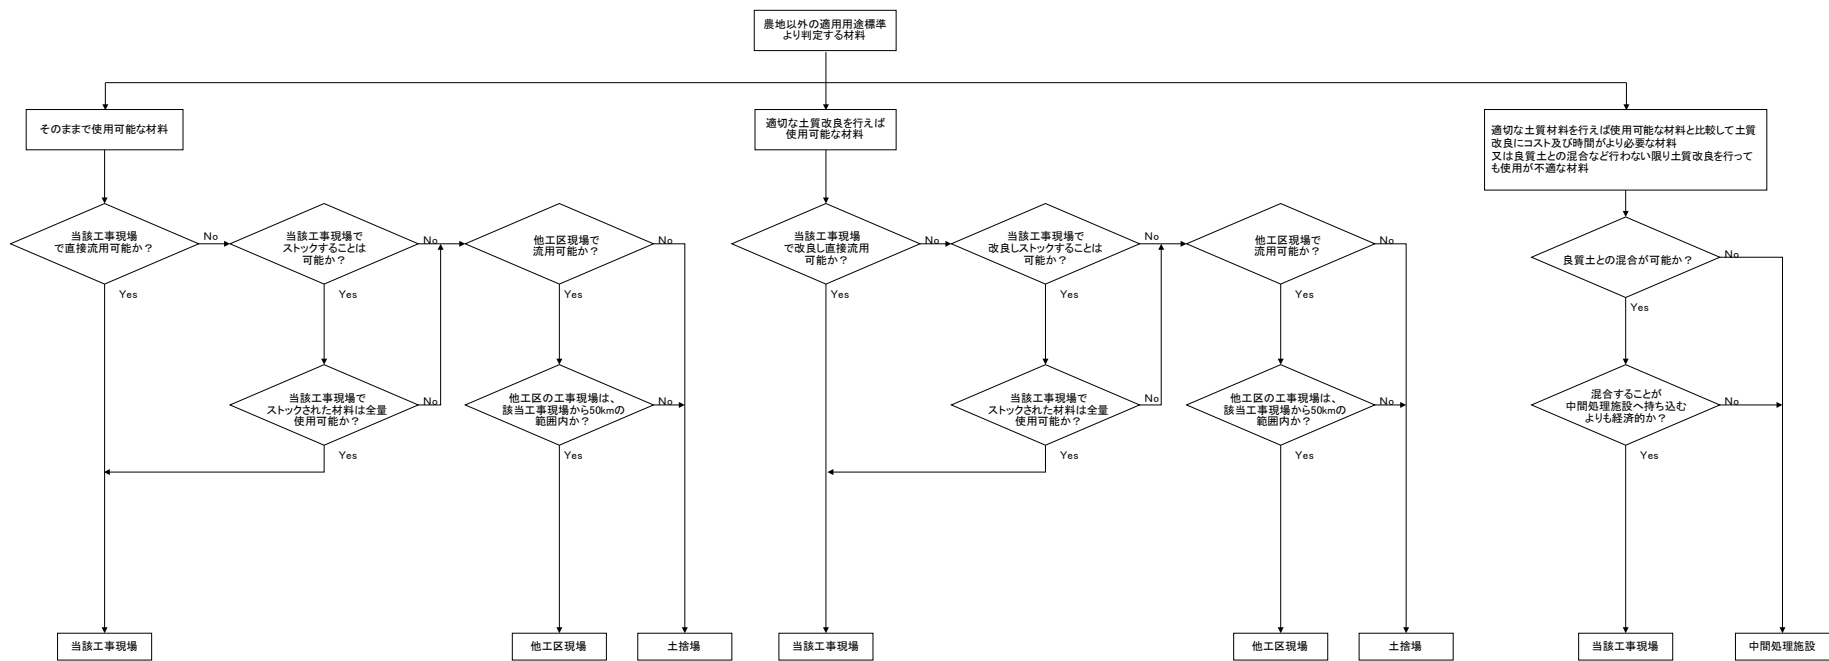 農地以外の適用用途標準
より判定する材料
そのままで使用可能な材料
適切な土質改良を行えば
使用可能な材料
適切な土質材料を行えば使用可能な材料と比較して土質
改良にコスト及び時間がより必要な材料
又は良質土との混合など行わない限り土質改良を行って
も使用が不適な材料
当該工事現場
で直接流用可能か？
No
Yes
当該工事現場で
ストックすることは
可能か？
No
Yes
他工区現場で
流用可能か？
No
Yes
当該工事現場で
ストックされた材料は全量
使用可能か？
No
Yes
他工区の工事現場は、
該当工事現場から50kmの
範囲内か？
No
Yes
当該工事現場
で改良し直接流用
可能か？
No
Yes
当該工事現場で
改良しストックすることは
可能か？
No
Yes
他工区現場で
流用可能か？
No
Yes
当該工事現場で
ストックされた材料は全量
使用可能か？
No
Yes
他工区の工事現場は、
該当工事現場から50kmの
範囲内か？
No
Yes
良質土との混合が可能か？
No
Yes
混合することが
中間処理施設へ持ち込む
よりも経済的か？
No
Yes
当該工事現場
他工区現場
土捨場
当該工事現場
他工区現場
土捨場
当該工事現場
中間処理施設